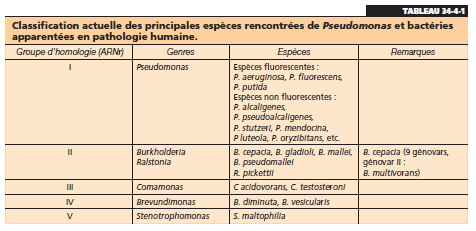 TABLEAU 34-4-1
Classification actuelle des principales espèces rencontrées de Pseudomonas et bactéries
apparentées en pathologie humaine.
Groupe d'homologie (ARNr) Genres Espèces Remarques
I Pseudomonas Espèces fluorescentes :
P. aeruginosa, P. fluorescens,
P. putida
Espèces non fluorescentes :
P. alcaligenes,
P. pseudoalcaligenes,
P. stutzeri, P. mendocina,
P luteola, P. oryzibitans, etc.
II Burkholderia B. cepacia, B. gladioli, B. mallei, B. cepacia (9 génovars,
Ralstonia B. pseudomallei génovar II :
R. pickettii B. multivorans)
III Comamonas C acidovorans, C. testosteroni
IV Brevundimonas B. diminuta, B. vesicularis
V Stenotrophomonas S. maltophilia